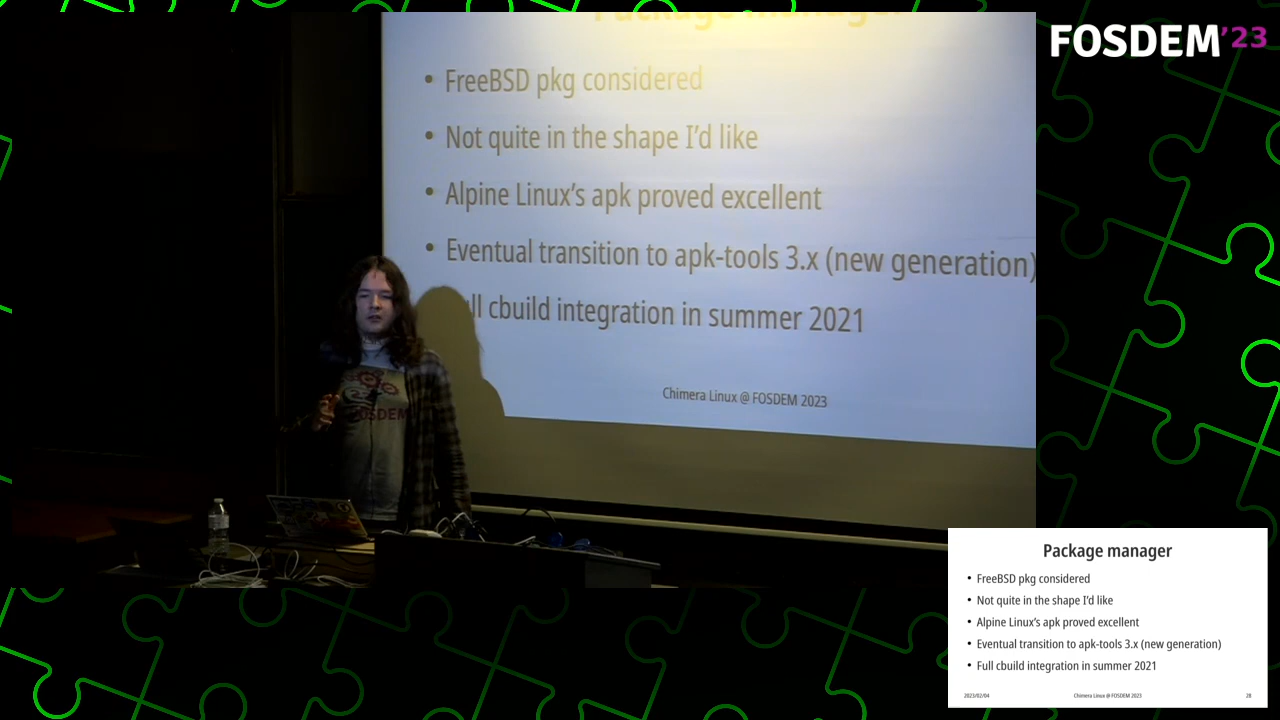 FOSDEM'23
Package manager
• FreeBSD pkg considered
• Not quite in the shape I'd like
• Alpine Linux's apk proved excellent
• Eventual transition to apk-tools 3.x (new generation)
ll cbuild integration in summer 2021
Chimera Linux @ FOSDEM 2023
OSDEM
Package manager
• FreeBSD pkg considered
• Not quite in the shape I'd like
• Alpine Linux's apk proved excellent
• Eventual transition to apk-tools 3.x (new generation)
• Full cbuild integration in summer 2021
2023/02/04 Chimera Linux @ FOSDEM 2023 28